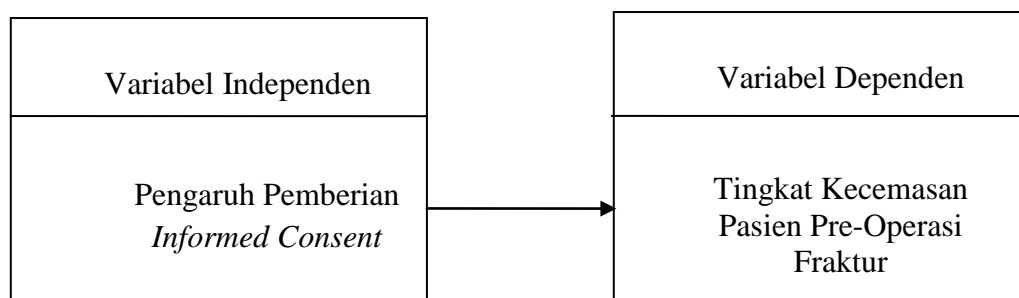 Variabel Independen
Pengaruh Pemberian
Informed Consent
Variabel Dependen
Tingkat Kecemasan
Pasien Pre-Operasi
Fraktur